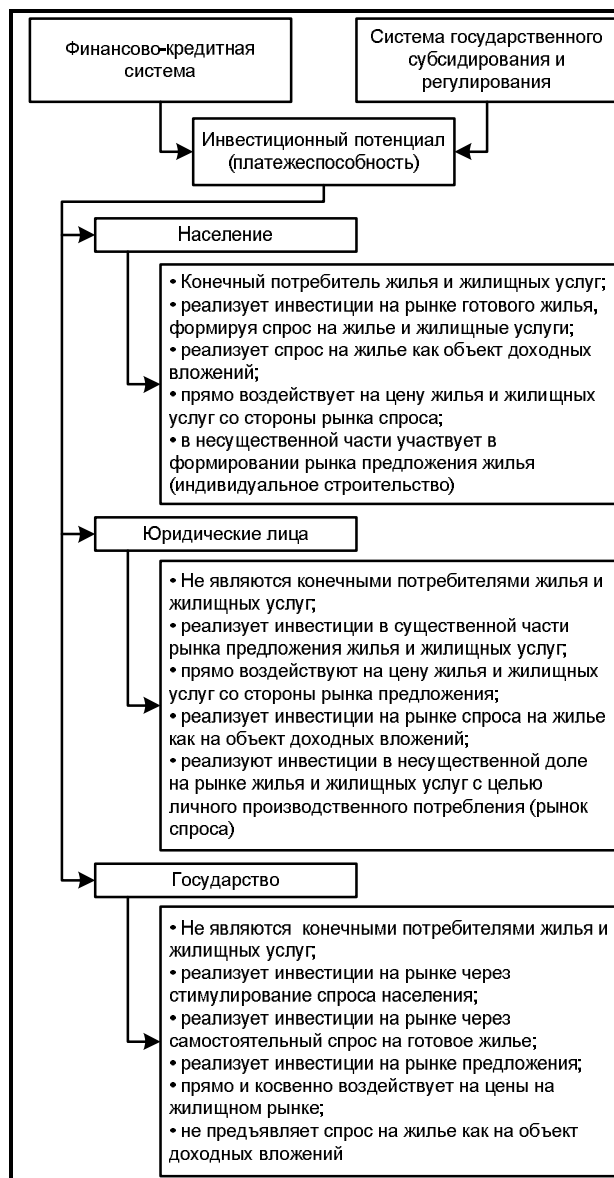 Финансово-кредитная
система
Система государственного
субсидирования и
регулирования
Инвестиционный потенциал
(платежеспособность)
Население
• Конечный потребитель жилья и жилищных услуг;
• реализует инвестиции на рынке готового жилья,
формируя спрос на жилье и жилищные услуги;
• реализует спрос на жилье как объект доходных
вложений;
• прямо воздействует на цену жилья и жилищных
услуг со стороны рынка спроса;
• в несущественной части участвует в
формировании рынка предложения жилья
(индивидуальное строительство)
Юридические лица
• Не являются конечными потребителями жилья и
жилищных услуг;
• реализует инвестиции в существенной части
рынка предложения жилья и жилищных услуг;
• прямо воздействуют на цену жилья и жилищных
услуг со стороны рынка предложения;
• реализует инвестиции на рынке спроса на жилье
как на объект доходных вложений;
• реализуют инвестиции в несущественной доле
на рынке жилья и жилищных услуг с целью
личного производственного потребления (рынок
спроса)
Государство
• Не являются конечными потребителями жилья и
жилищных услуг;
• реализует инвестиции на рынке через
стимулирование спроса населения;
• реализует инвестиции на рынке через
самостоятельный спрос на готовое жилье;
• реализует инвестиции на рынке предложения;
• прямо и косвенно воздействует на цены на
жилищном рынке;
• не предъявляет спрос на жилье как на объект
доходных вложений